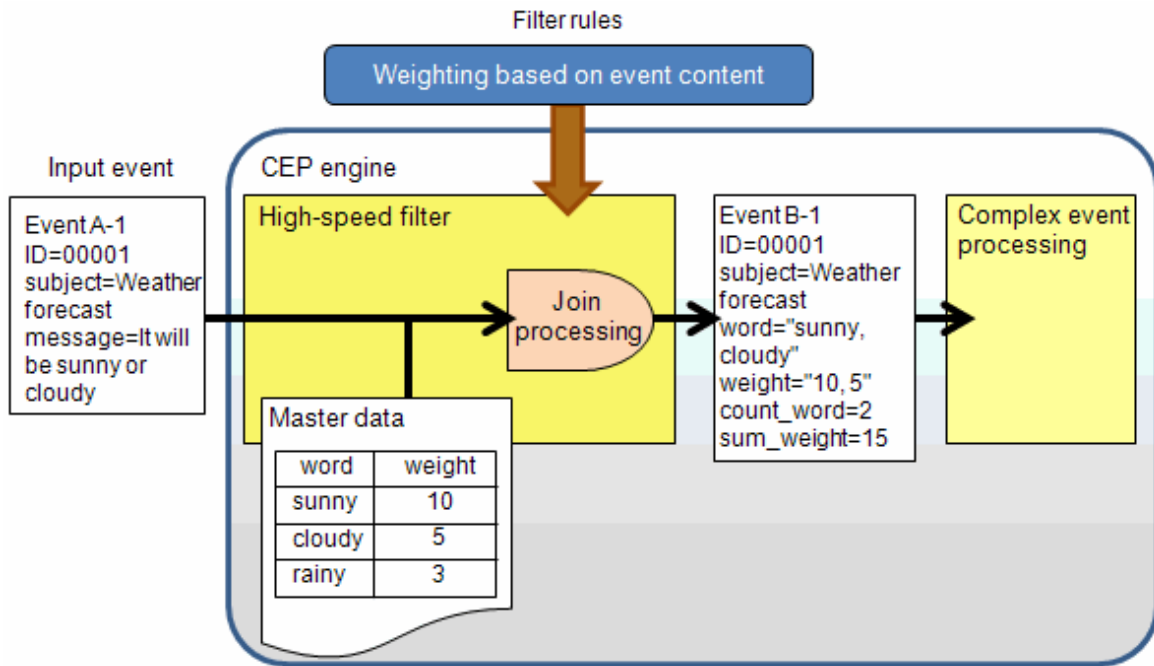 Filter rules
Weighting based on event content
Input event
CEP engine
Event A-1
ID=00001
subject=Weather
forecast
message=It will
be sunny or
cloudy
High-speed filter
Join
processing
Event B-1
ID=00001
subject=Weather
forecast
word="sunny,
cloudy"
weight="10, 5"
count_word=2
sum_weight=15
Complex event
processing
Master data
word weight
sunny 10
cloudy 5
rainy 3